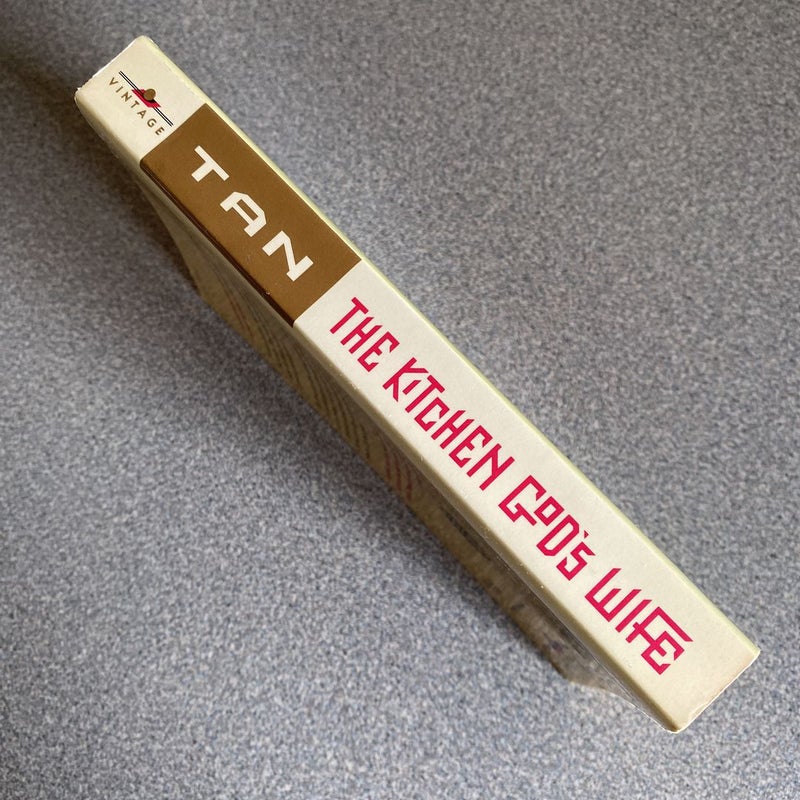 VINTAGE
TAN
THE KITCHEN GOD'S WIFE